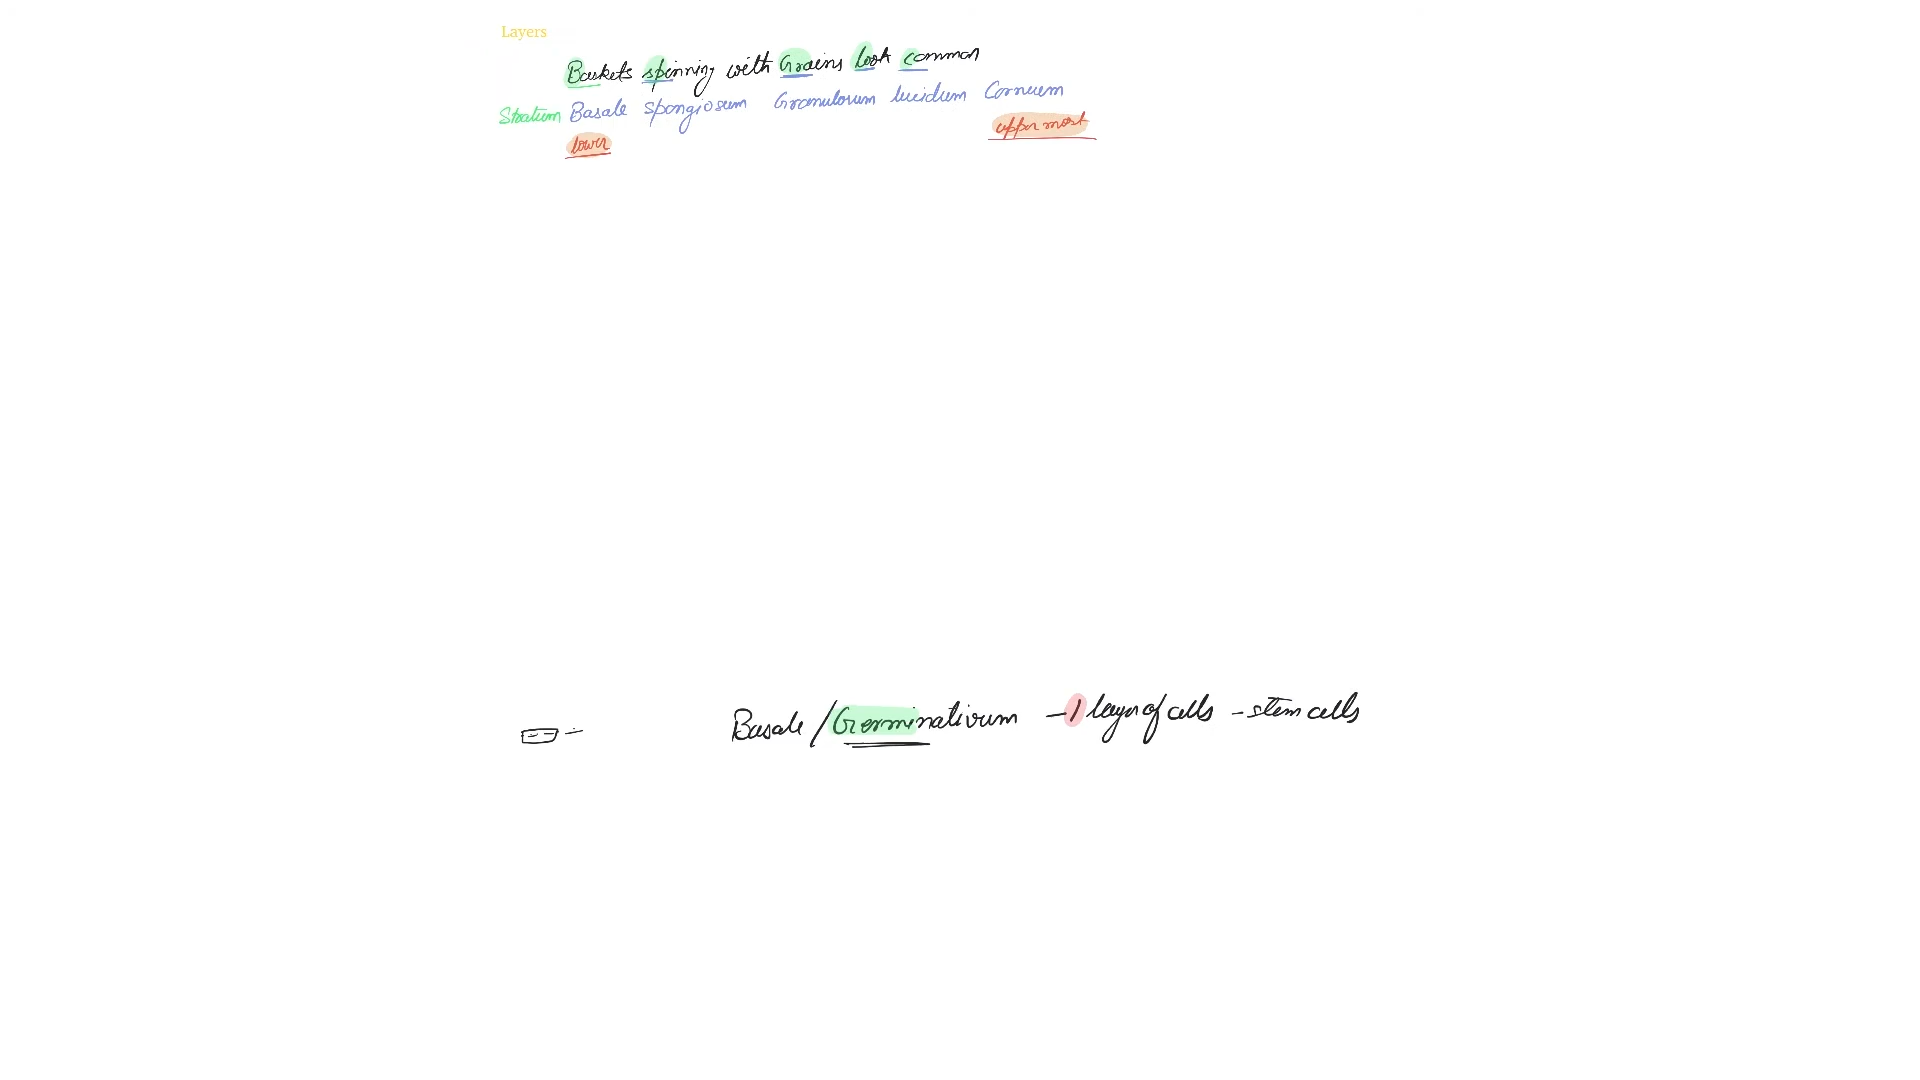 Layers
Baskets spinning with Grains look common
Stratum Basale spongiosum Granulosum lucidum Corneum
upper most
lower
Basale / Germinativum - 1 layer of cells - stem cells